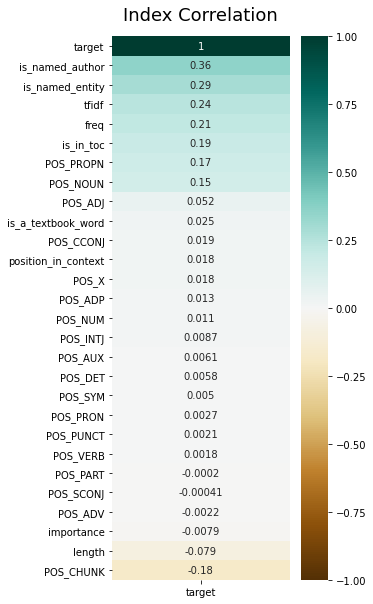 Index Correlation
target 1
is_named_author 0.36
is_named_entity 0.29
tfidf 0.24
freq 0.21
is_in_toc 0.19
POS_PROPN 0.17
POS_NOUN 0.15
POS_ADJ 0.052
is_a_textbook_word 0.025
POS_CCONJ 0.019
position_in_context 0.018
POS_X 0.018
POS_ADP 0.013
POS_NUM 0.011
POS_INTJ 0.0087
POS_AUX 0.0061
POS_DET 0.0058
POS_SYM 0.005
POS_PRON 0.0027
POS_PUNCT 0.0021
POS_VERB 0.0018
POS_PART -0.0002
POS_SCONJ -0.00041
POS_ADV -0.0022
importance -0.0079
length -0.079
POS_CHUNK -0.18
target
1.00
0.75
0.50
0.25
0.00
−0.25
−0.50
−0.75
−1.00